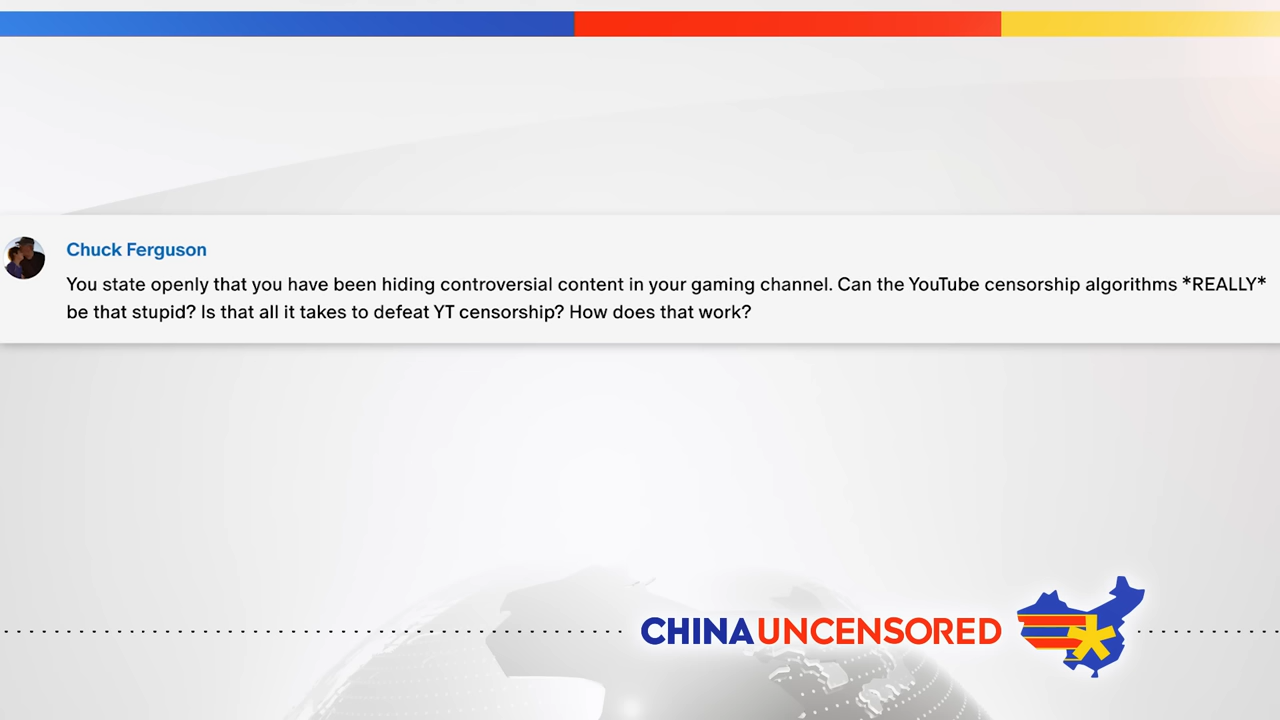 Chuck Ferguson
You state openly that you have been hiding controversial content in your gaming channel. Can the YouTube censorship algorithms *REALLY*
be that stupid? Is that all it takes to defeat YT censorship? How does that work?
CHINA UNCENSORED